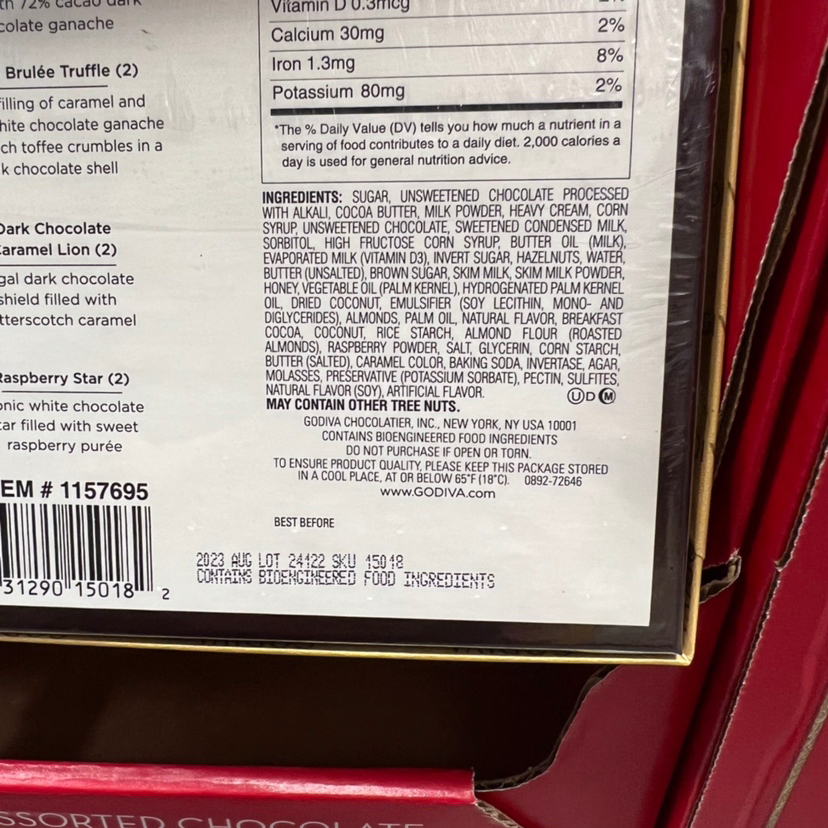 72% cacao dark
colate ganache
Brulée Truffle (2)
illing of caramel and
hite chocolate ganache
ch toffee crumbles in a
k chocolate shell
Dark Chocolate
aramel Lion (2)
gal dark chocolate
shield filled with
tterscotch caramel
Raspberry Star (2)
onic white chocolate
tar filled with sweet
raspberry purée
EM # 1157695
31290 15018 2
Vitamin D 0.3mcg
Calcium 30mg 2%
Iron 1.3mg 8%
Potassium 80mg 2%
*The % Daily Value (DV) tells you how much a nutrient in a
serving of food contributes to a daily diet. 2,000 calories a
day is used for general nutrition advice.
INGREDIENTS: SUGAR, UNSWEETENED CHOCOLATE PROCESSED
WITH ALKALI, COCOA BUTTER, MILK POWDER, HEAVY CREAM, CORN
SYRUP, UNSWEETENED CHOCOLATE, SWEETENED CONDENSED MILK,
SORBITOL, HIGH FRUCTOSE CORN SYRUP, BUTTER OIL (MILK),
EVAPORATED MILK (VITAMIN D3), INVERT SUGAR, HAZELNUTS, WATER,
BUTTER (UNSALTED), BROWN SUGAR, SKIM MILK, SKIM MILK POWDER,
HONEY, VEGETABLE OIL (PALM KERNEL), HYDROGENATED PALM KERNEL
OIL, DRIED COCONUT, EMULSIFIER (SOY LECITHIN, MONO- AND
DIGLYCERIDES), ALMONDS, PALM OIL, NATURAL FLAVOR, BREAKFAST
COCOA, COCONUT, RICE STARCH, ALMOND FLOUR (ROASTED
ALMONDS), RASPBERRY POWDER, SALT, GLYCERIN, CORN STARCH,
BUTTER (SALTED), CARAMEL COLOR, BAKING SODA, INVERTASE, AGAR,
MOLASSES, PRESERVATIVE (POTASSIUM SORBATE), PECTIN, SULFITES,
NATURAL FLAVOR (SOY), ARTIFICIAL FLAVOR. Ⓤ D Ⓜ
MAY CONTAIN OTHER TREE NUTS.
GODIVA CHOCOLATIER, INC., NEW YORK, NY USA 10001
CONTAINS BIOENGINEERED FOOD INGREDIENTS
DO NOT PURCHASE IF OPEN OR TORN.
TO ENSURE PRODUCT QUALITY, PLEASE KEEP THIS PACKAGE STORED
IN A COOL PLACE, AT OR BELOW 65°F (18°C). 0892-72646
www.GODIVA.com
BEST BEFORE
2023 AUG LOT 24122 SKU 15018
CONTAINS BIOENGINEERED FOOD INGREDIENTS
SSORTED CHOCOLATE